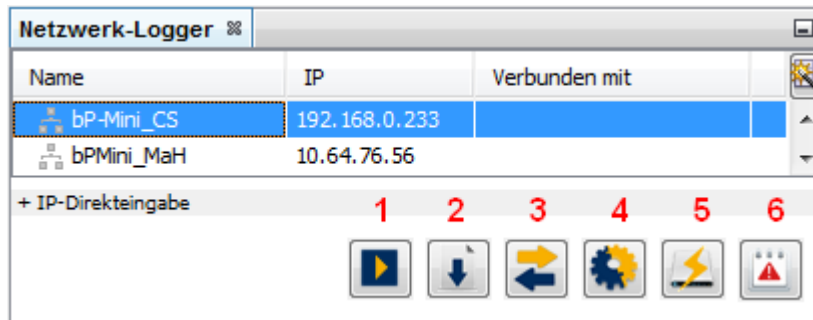 Netzwerk-Logger
Name IP Verbunden mit
bP-Mini_CS 192.168.0.233
bPMini_MaH 10.64.76.56
+ IP-Direkteingabe
1 2 3 4 5 6